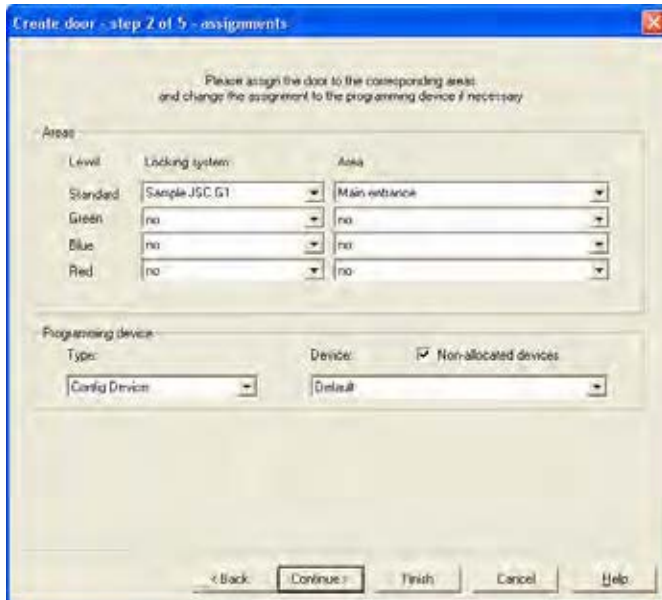 Create door - step 2 of 5 - assignments
Please assign the door to the corresponding areas
and change the assignment to the programming device if necessary
Areas
Level Locking system Area
Standard Sample JSC G1 Main entrance
Green no no
Blue no no
Red no no
Programming device
Type: Device: Non-allocated devices
Config Device Default
< Back Continue > Finish Cancel Help